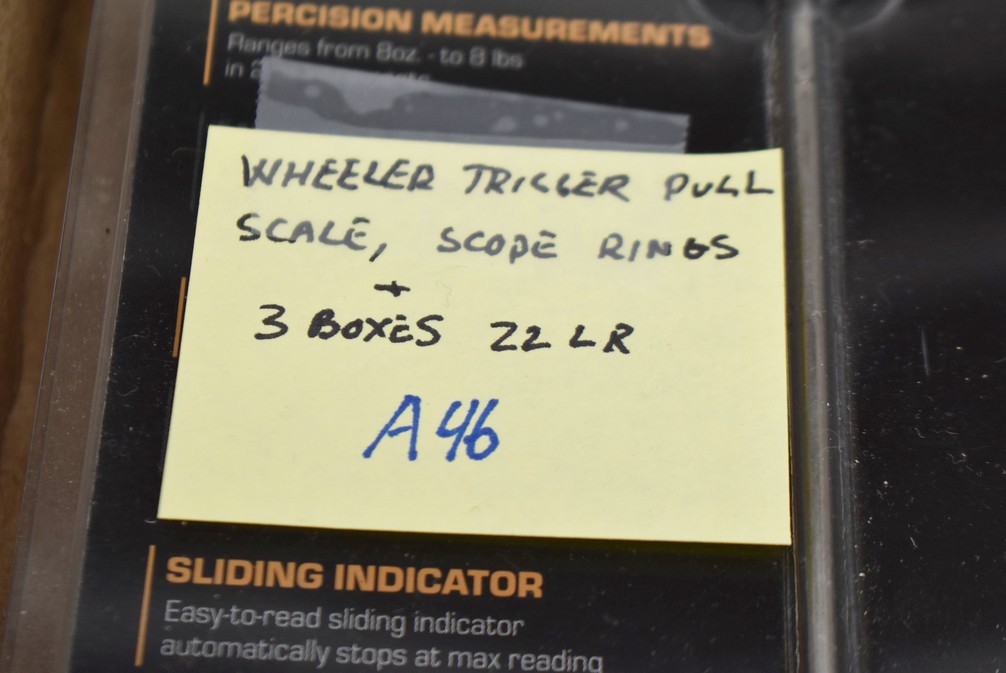 PERCISION MEASUREMENTS
Ranges from 8oz. - to 8 lbs
in
WHEELER TRIGGER PULL
SCALE, SCOPE RINGS
+
3 BOXES 22 LR
A46
SLIDING INDICATOR
Easy-to-read sliding indicator
automatically stops at max reading